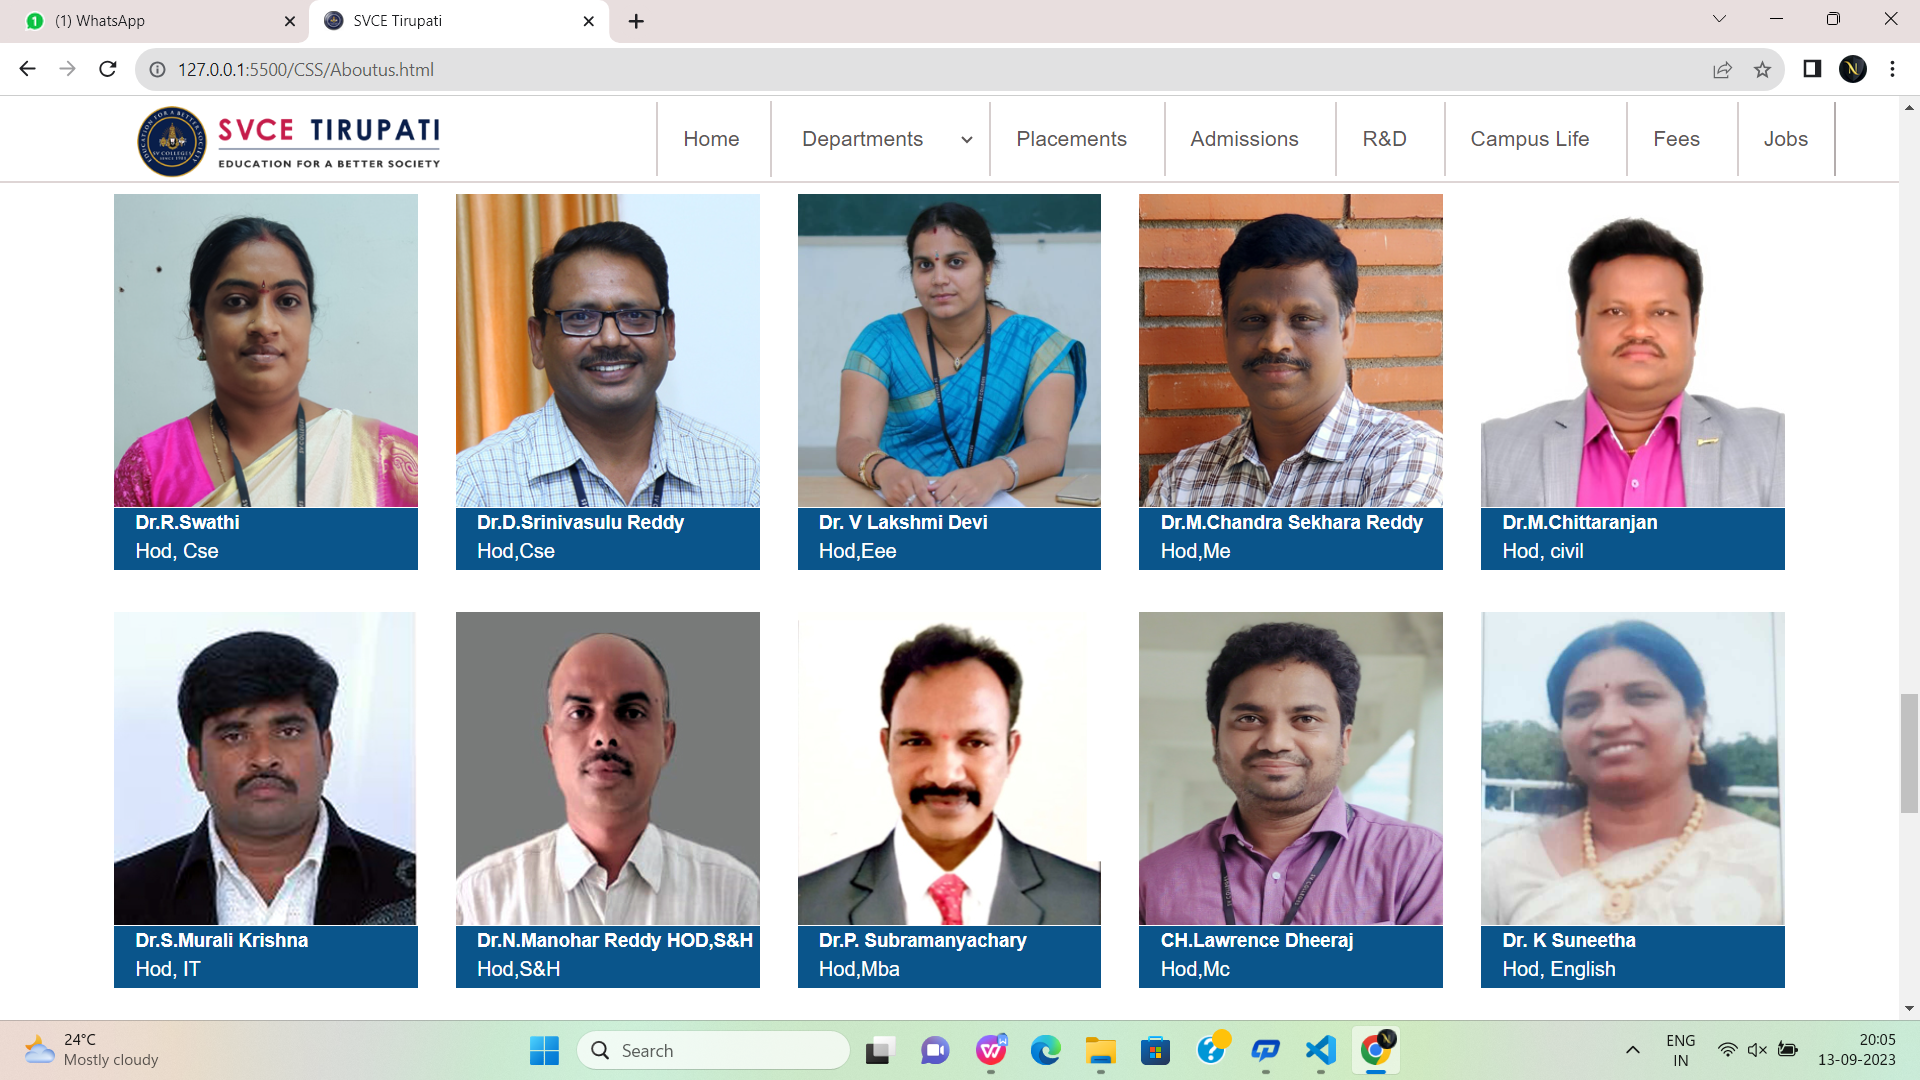 (1) WhatsApp
SVCE Tirupati
127.0.0.1:5500/CSS/Aboutus.html
SVCE TIRUPATI
EDUCATION FOR A BETTER SOCIETY
Home
Departments
Placements
Admissions
R&D
Campus Life
Fees
Jobs
Dr.R.Swathi
Hod, Cse
Dr.D.Srinivasulu Reddy
Hod,Cse
Dr. V Lakshmi Devi
Hod,Eee
Dr.M.Chandra Sekhara Reddy
Hod,Me
Dr.M.Chittaranjan
Hod, civil
Dr.S.Murali Krishna
Hod, IT
Dr.N.Manohar Reddy HOD,S&H
Hod,S&H
Dr.P. Subramanyachary
Hod,Mba
CH.Lawrence Dheeraj
Hod,Mc
Dr. K Suneetha
Hod, English
24°C
Mostly cloudy
Search
ENG
IN
20:05
13-09-2023